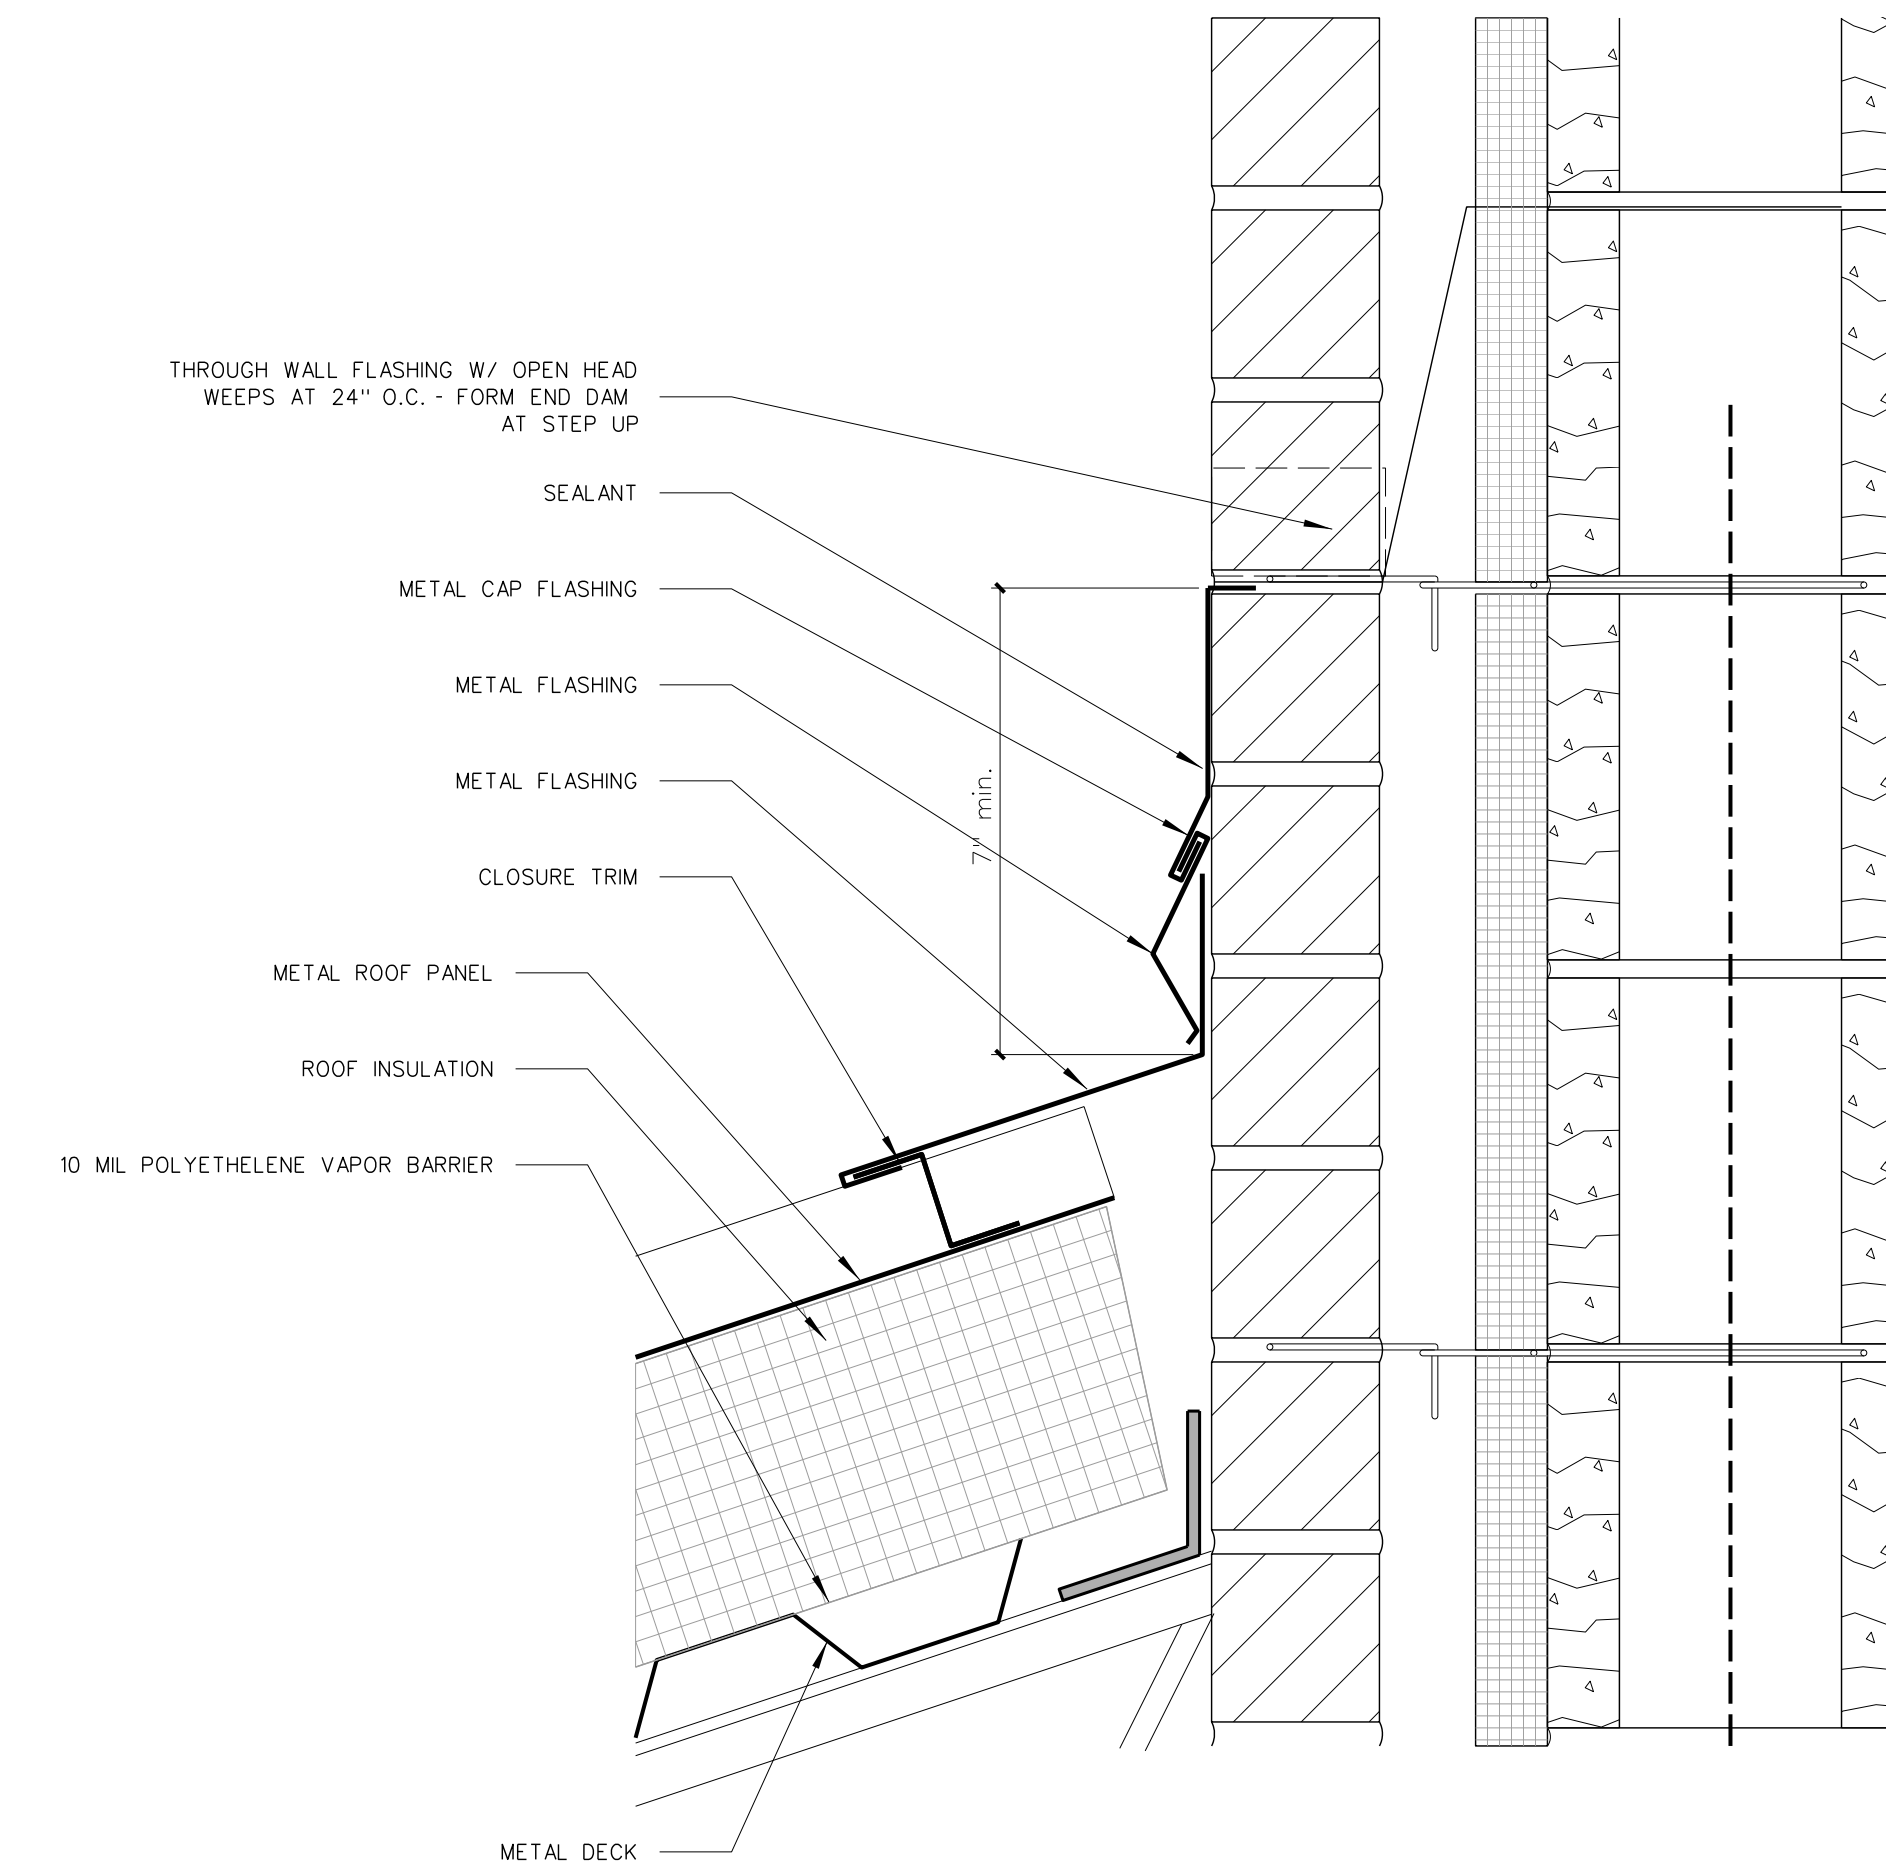 THROUGH WALL FLASHING W/ OPEN HEAD
WEEPS AT 24" O.C. - FORM END DAM
AT STEP UP
SEALANT
METAL CAP FLASHING
METAL FLASHING
METAL FLASHING
CLOSURE TRIM
METAL ROOF PANEL
ROOF INSULATION
10 MIL POLYETHELENE VAPOR BARRIER
METAL DECK
7" min.